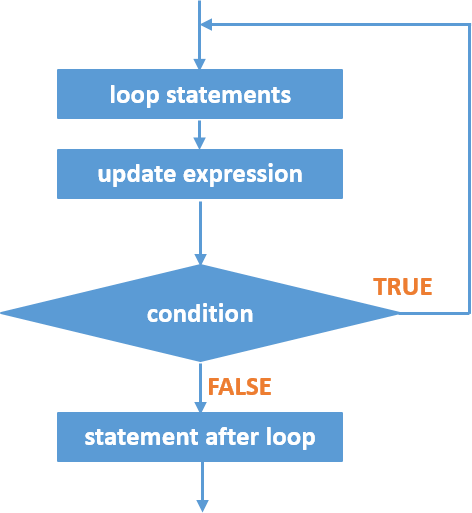 loop statements
update expression
TRUE
condition
FALSE
statement after loop